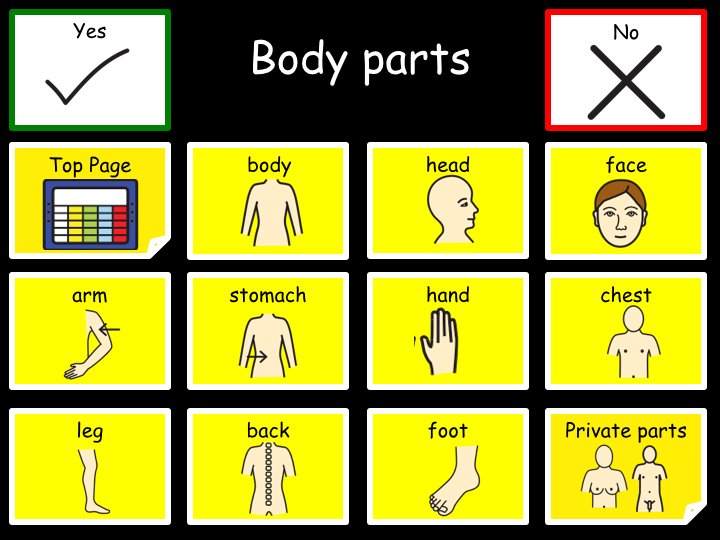 Yes
Body parts
No
Top Page
body
head
face
arm
stomach
hand
chest
leg
back
foot
Private parts